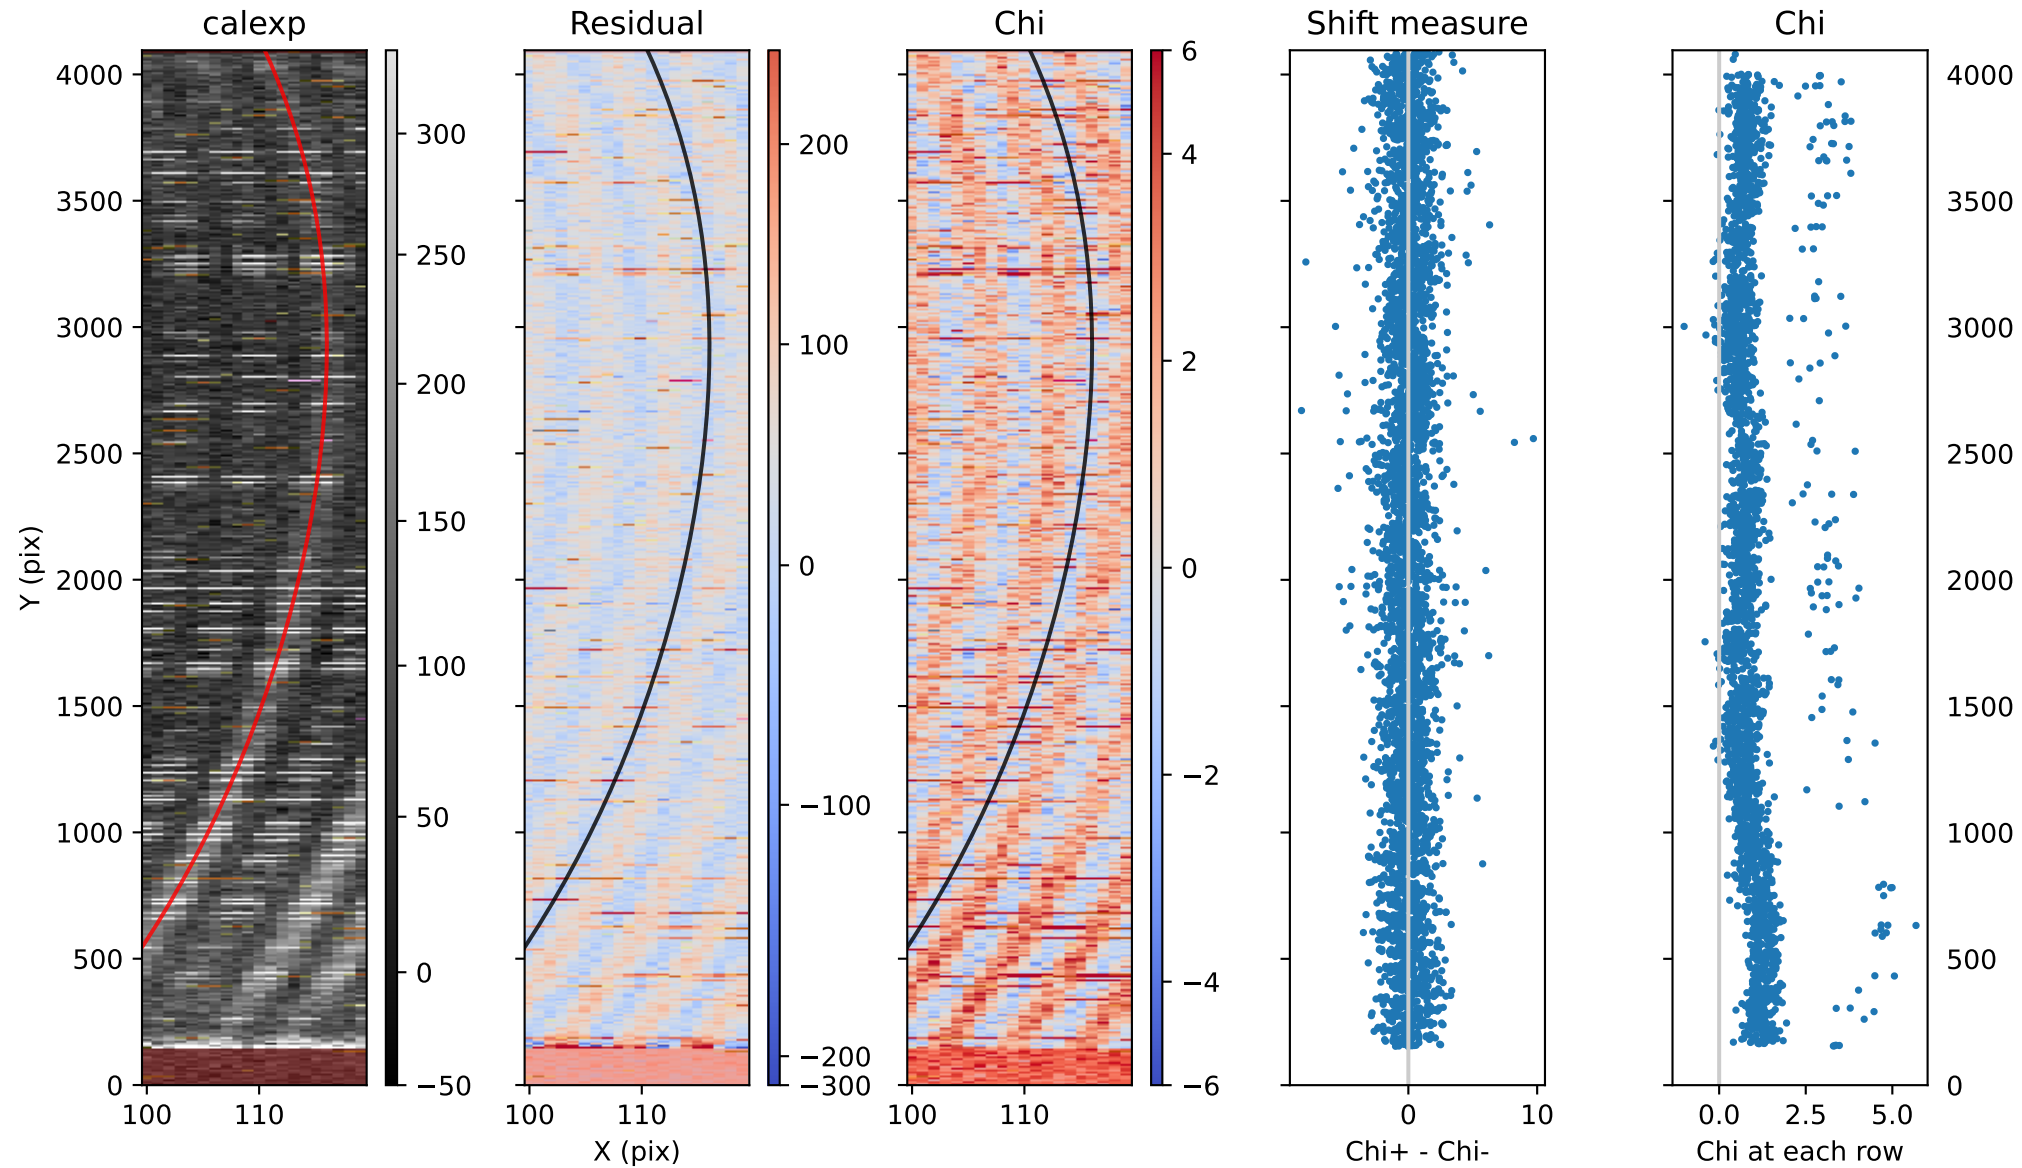 calexp Residual Chi Shift measure Chi
4000 300 200 6 4000
3500 250 4 3500
3000 200 100 2 3000
2500 150 0 0 2500
2000 100 −100 −2 2000
1500 50 −200 −4 1500
1000 0 −300 −6 1000
500 −50 500
0 0
Y (pix)
100 110 100 110 100 110 0 10 0.0 2.5 5.0
X (pix) Chi+ - Chi- Chi at each row